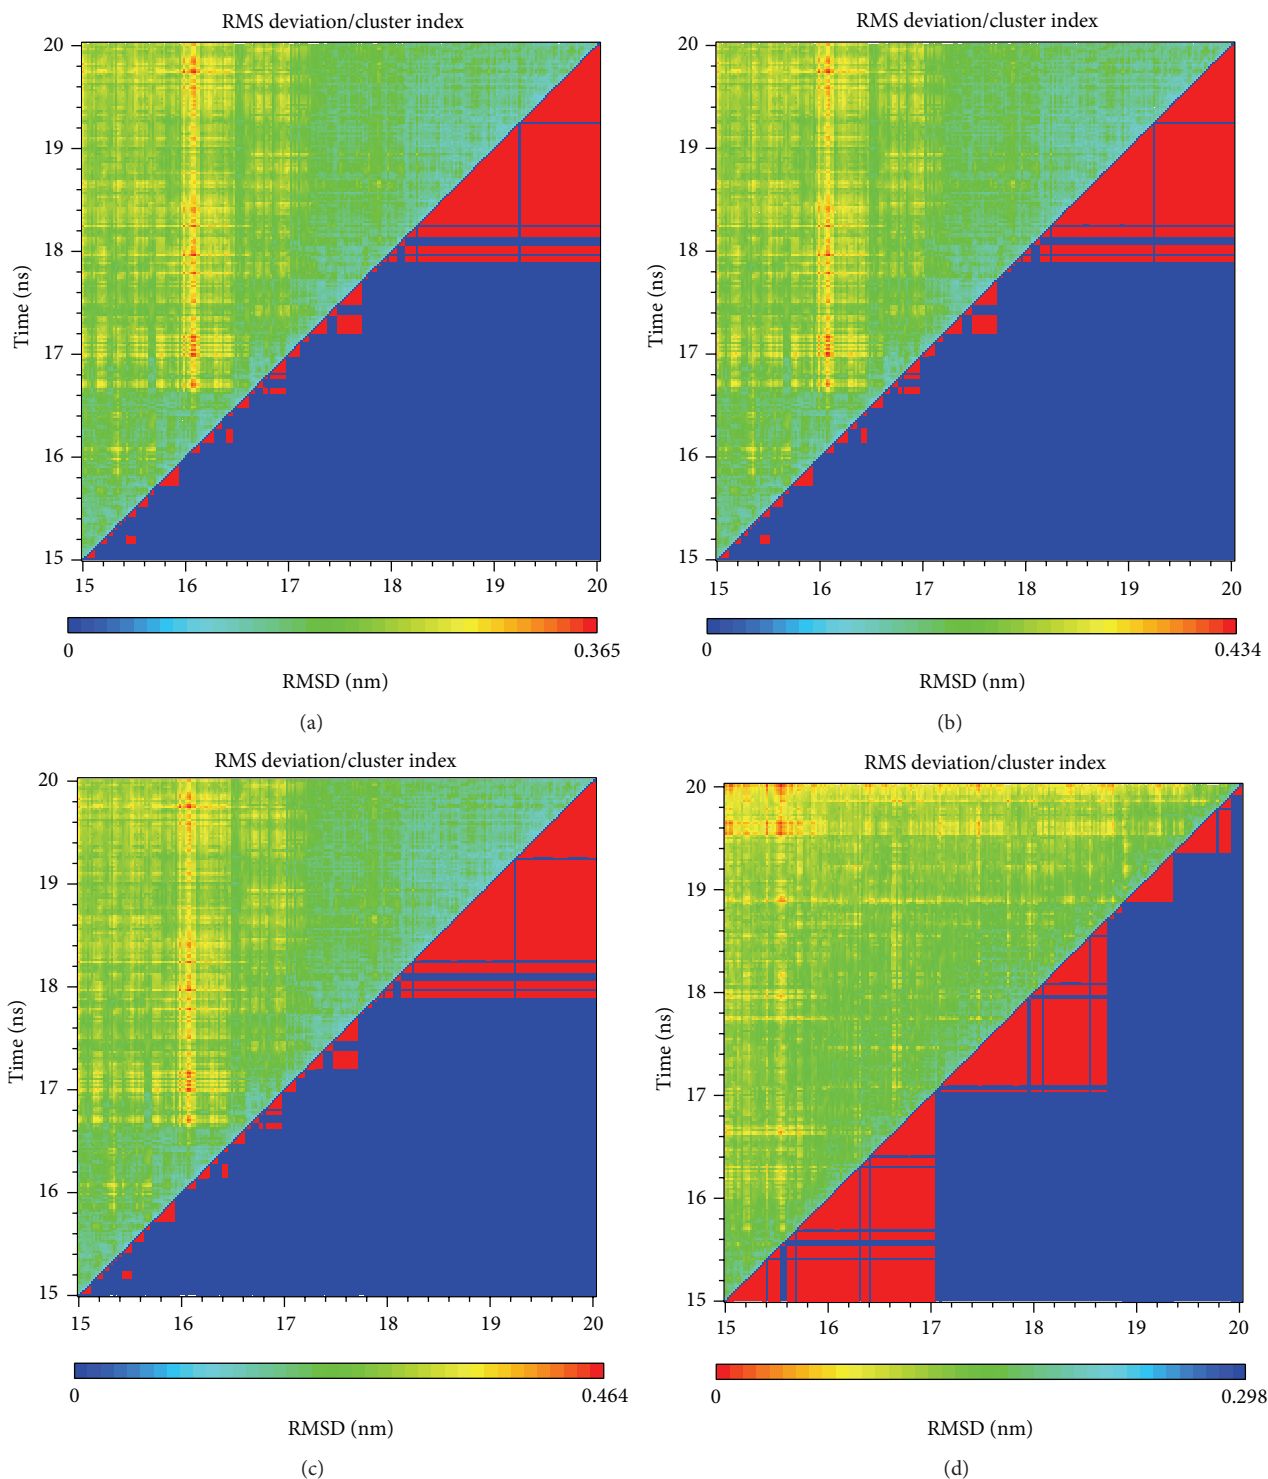 RMS deviation/cluster index
20
19
18
17
16
15
Time (ns)
15 16 17 18 19 20
0 0.365
RMSD (nm)
(a)
RMS deviation/cluster index
20
19
18
17
16
15
Time (ns)
15 16 17 18 19 20
0 0.434
RMSD (nm)
(b)
RMS deviation/cluster index
20
19
18
17
16
15
Time (ns)
15 16 17 18 19 20
0 0.464
RMSD (nm)
(c)
RMS deviation/cluster index
20
19
18
17
16
15
Time (ns)
15 16 17 18 19 20
0 0.298
RMSD (nm)
(d)